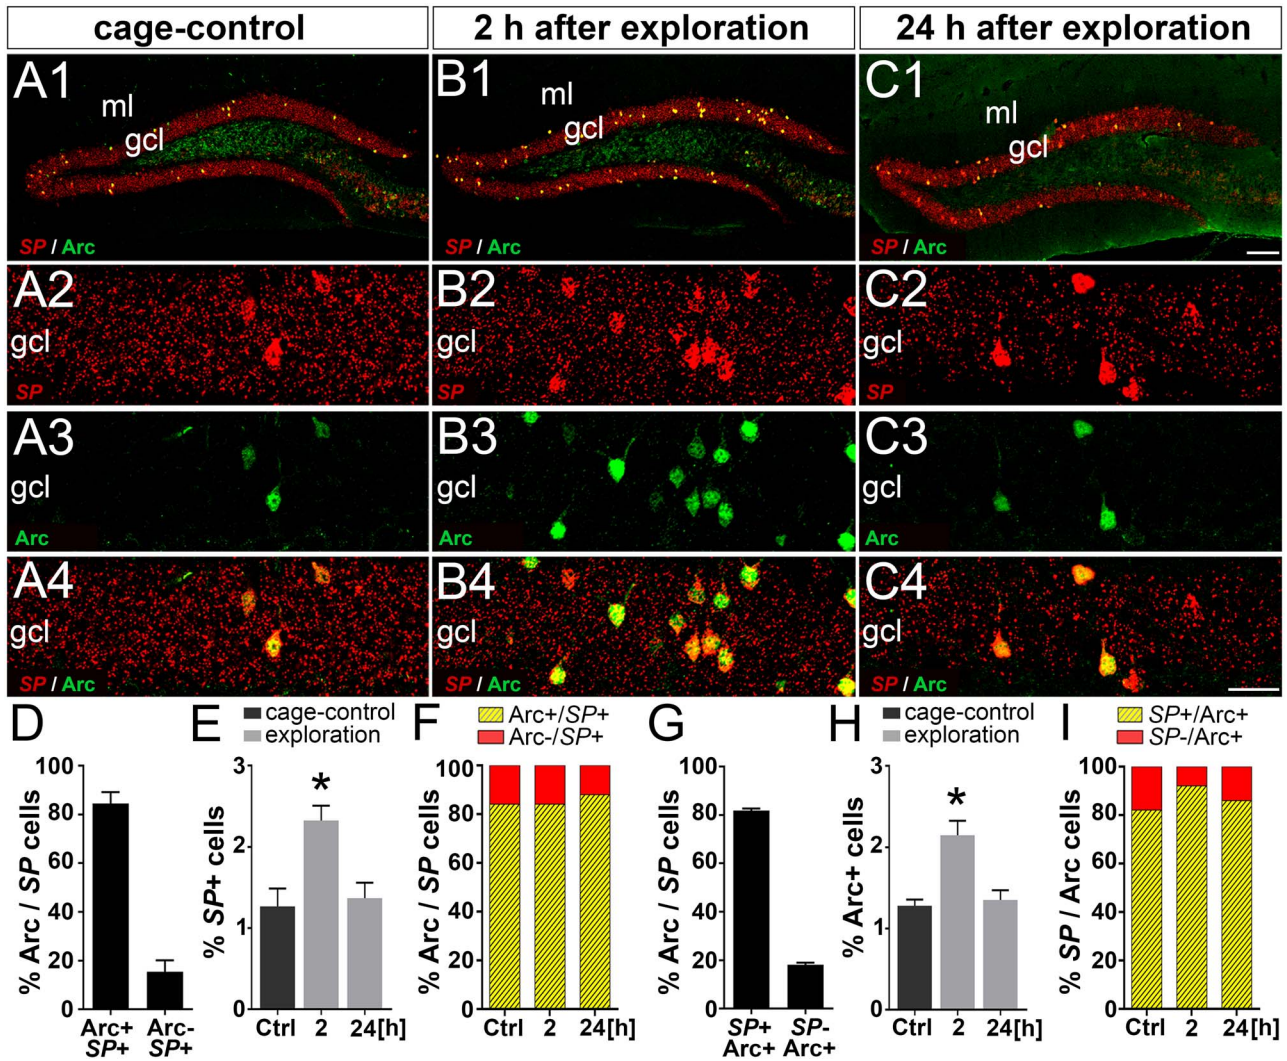 cage-control
2 h after exploration
24 h after exploration
A1
ml
gcl
SP / Arc
B1
ml
gcl
SP / Arc
C1
ml
gcl
SP / Arc
A2
gcl
SP
B2
gcl
SP
C2
gcl
SP
A3
gcl
Arc
B3
gcl
Arc
C3
gcl
Arc
A4
gcl
SP / Arc
B4
gcl
SP / Arc
C4
gcl
SP / Arc
D
% Arc / SP cells
100
80
60
40
20
0
Arc+ Arc-
SP+ SP+
E
cage-control
exploration
% SP+ cells
3
2
1
0
*
Ctrl 2 24[h]
F
Arc+/SP+
Arc-/SP+
% Arc / SP cells
100
80
60
40
20
0
Ctrl 2 24[h]
G
% Arc / SP cells
100
80
60
40
20
0
SP+ SP-
Arc+ Arc+
H
cage-control
exploration
% Arc+ cells
3
2
1
0
*
Ctrl 2 24[h]
I
SP+/Arc+
SP-/Arc+
% SP / Arc cells
100
80
60
40
20
0
Ctrl 2 24[h]